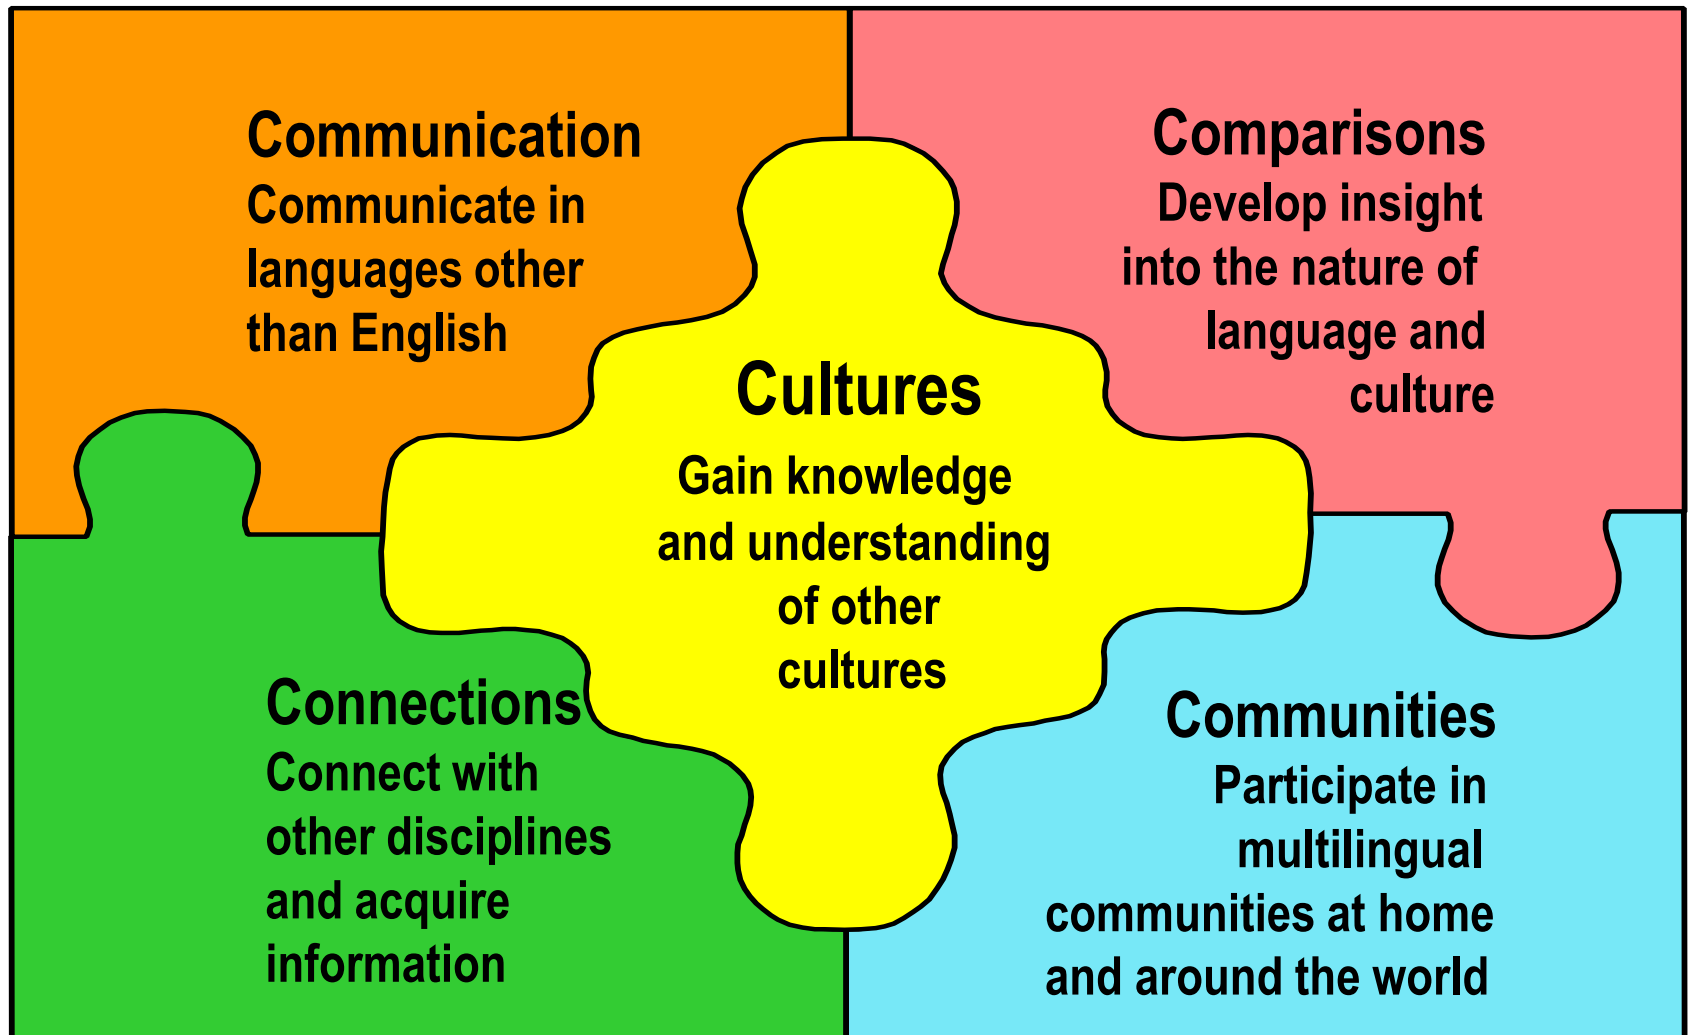 Communication
Communicate in
languages other
than English
Comparisons
Develop insight
into the nature of
language and
culture
Cultures
Gain knowledge
and understanding
of other
cultures
Connections
Connect with
other disciplines
and acquire
information
Communities
Participate in
multilingual
communities at home
and around the world